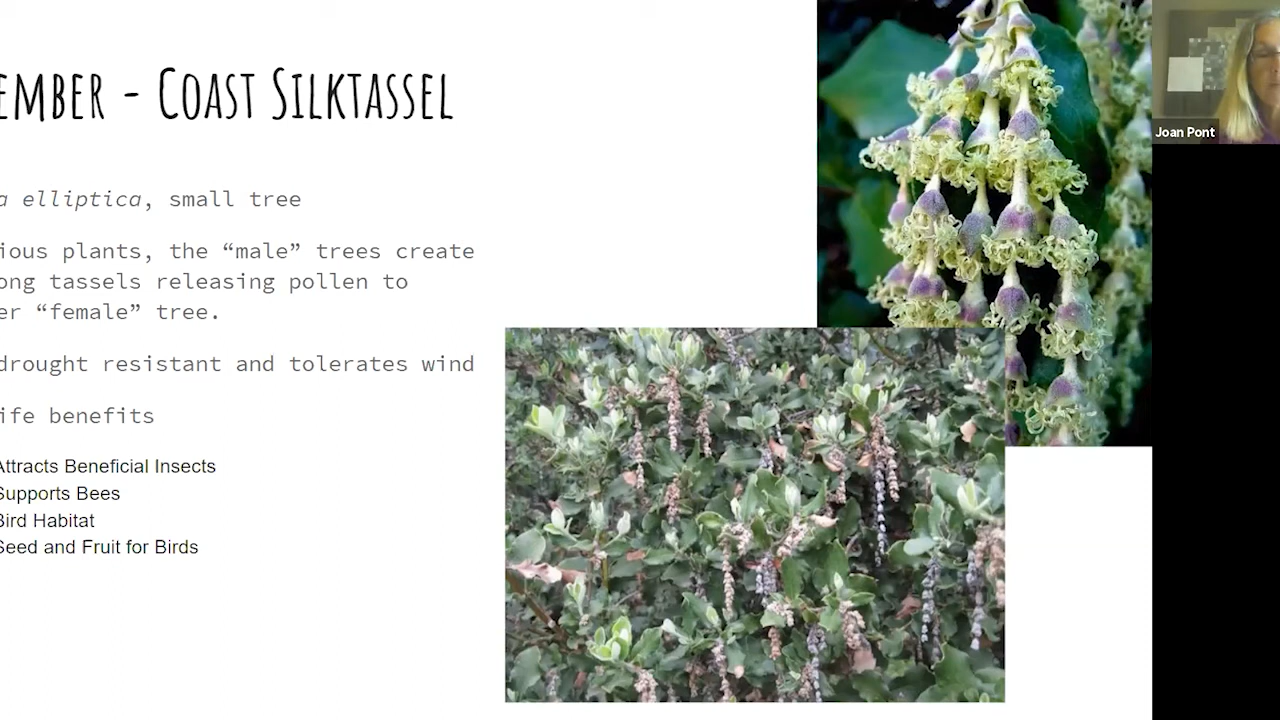 EMBER - COAST SILKTASSEL
a elliptica, small tree
ious plants, the “male” trees create
ong tassels releasing pollen to
er “female” tree.
drought resistant and tolerates wind
ife benefits
Attracts Beneficial Insects
Supports Bees
Bird Habitat
Seed and Fruit for Birds
Joan Pont